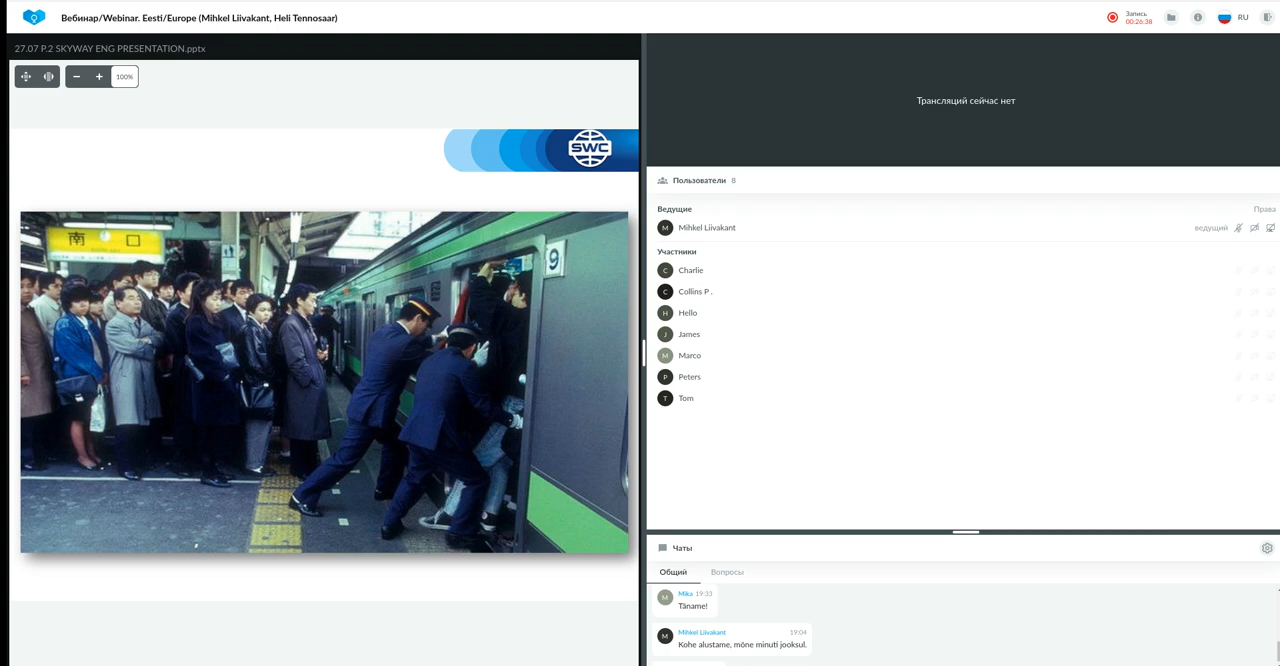 Вебинар/Webinar. Eesti/Europe (Mihkel Liivakant, Heli Tennosaar)
Запись
00:26:38
RU
27.07 P.2 SKYWAY ENG PRESENTATION.pptx
100%
SWC
南 口
9
Трансляций сейчас нет
Пользователи 8
Ведущие Права
M Mihkel Liivakant ведущий
Участники
C Charlie
C Collins P .
H Hello
J James
M Marco
P Peters
T Tom
Чаты
Общий Вопросы
M Mika 19:33
Täname!
M Mihkel Liivakant 19:04
Kohe alustame, mõne minuti jooksul.